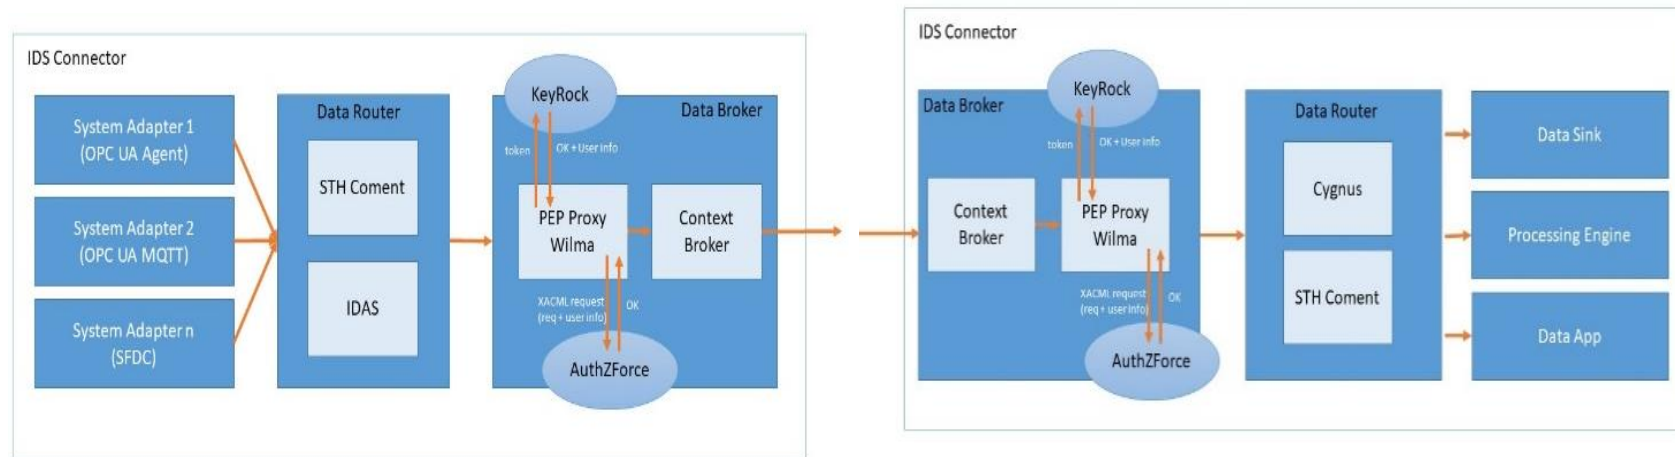 IDS Connector
System Adapter 1
(OPC UA Agent)
System Adapter 2
(OPC UA MQTT)
System Adapter n
(SFDC)
Data Router
STH Coment
IDAS
KeyRock
Data Broker
token
OK + User info
PEP Proxy
Wilma
Context
Broker
XACML request
(req + user info)
OK
AuthZForce
IDS Connector
Data Broker
KeyRock
token
OK + User info
Context
Broker
PEP Proxy
Wilma
XACML request
(req + user info)
OK
AuthZForce
Data Router
Cygnus
STH Coment
Data Sink
Processing Engine
Data App